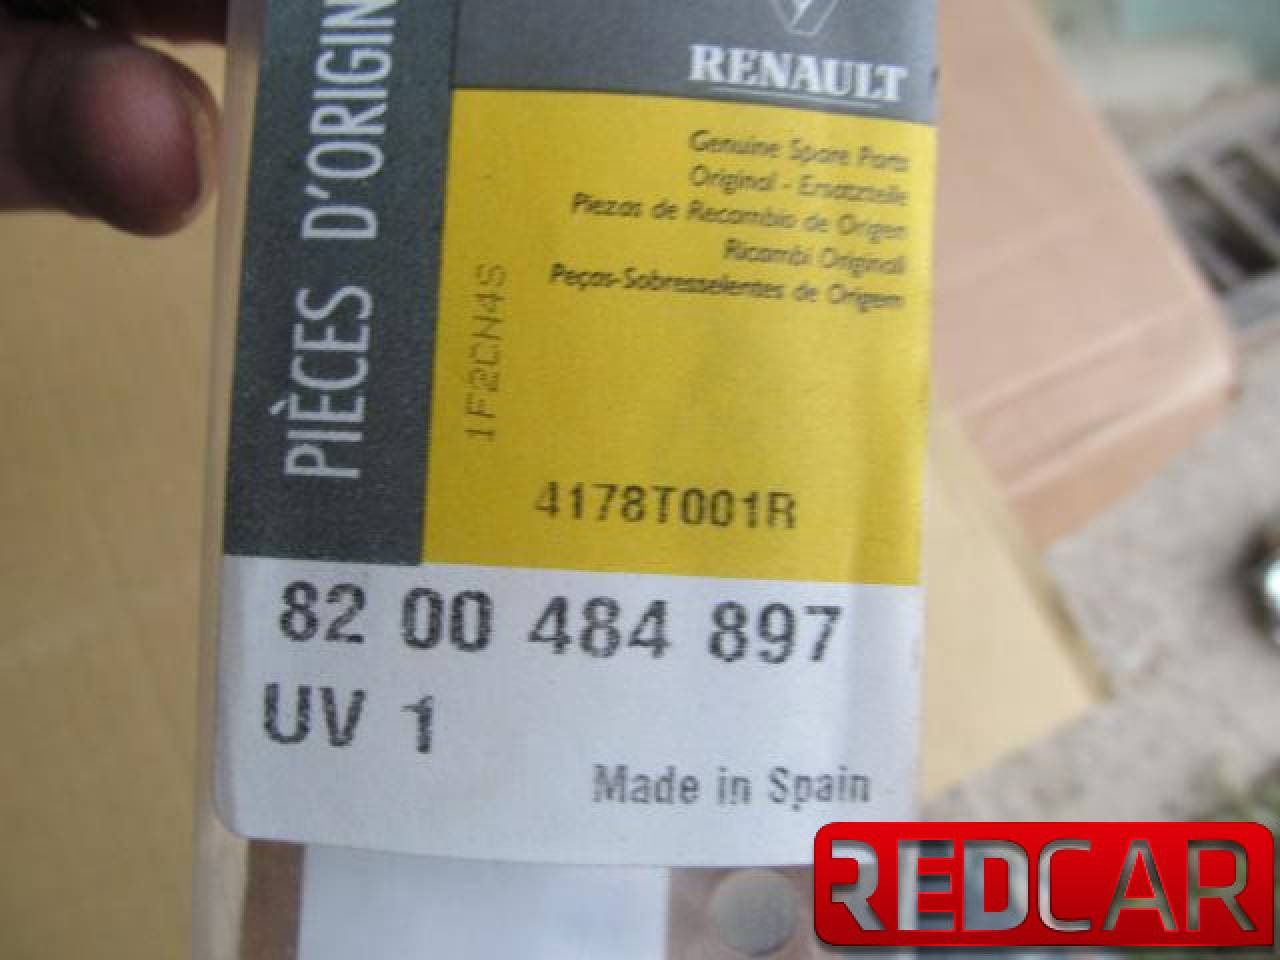 RENAULT
PIÈCES D'ORIGIN
Genuine Spare Parts
Original - Ersatzteile
Piezas de Recambio de Origen
Ricambi Originali
Peças-Sobresselentes de Origem
1F2CN4S
4178T001R
82 00 484 897
UV 1
Made in Spain
REDCAR